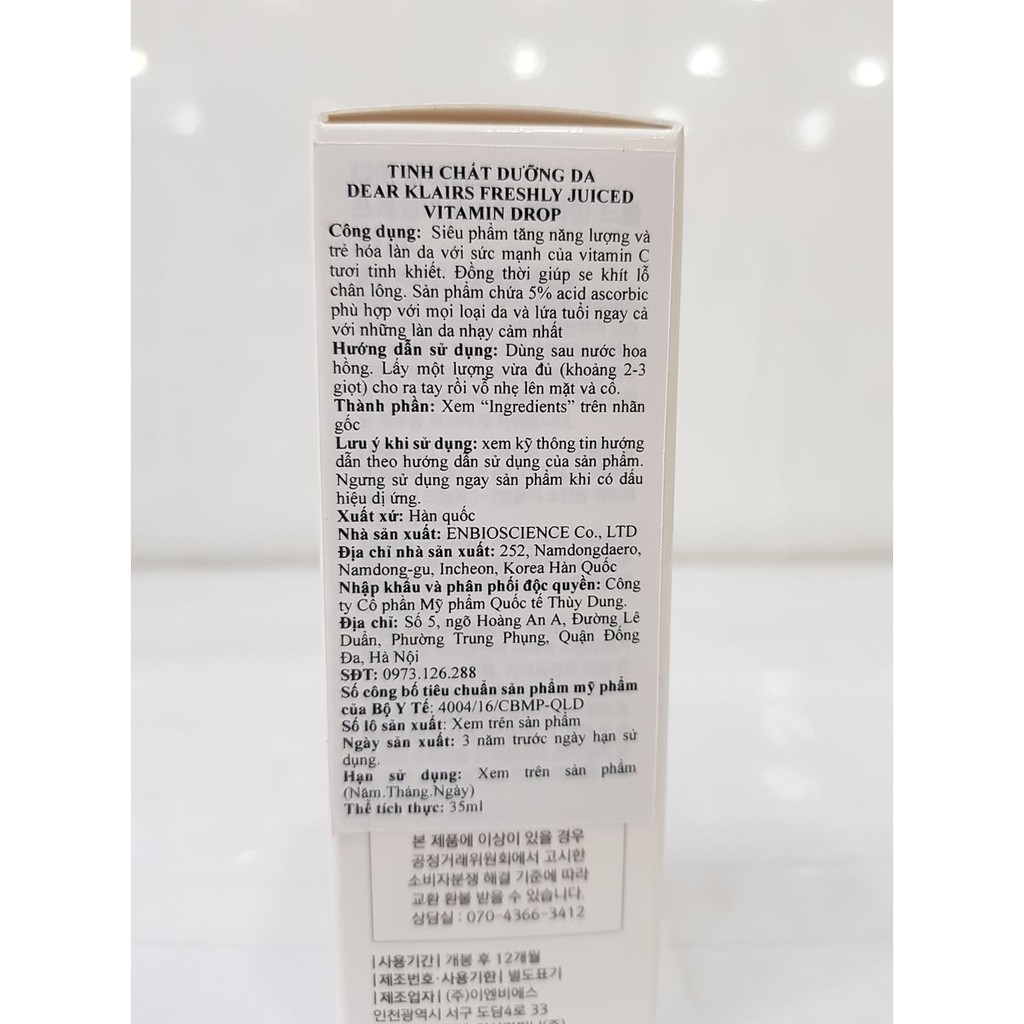 TINH CHẤT DƯỠNG DA
DEAR KLAIRS FRESHLY JUICED
VITAMIN DROP
Công dụng: Siêu phẩm tăng năng lượng và
trẻ hóa làn da với sức mạnh của vitamin C
tươi tinh khiết. Đồng thời giúp se khít lỗ
chân lông. Sản phẩm chứa 5% acid ascorbic
phù hợp với mọi loại da và lứa tuổi ngay cả
với những làn da nhạy cảm nhất
Hướng dẫn sử dụng: Dùng sau nước hoa
hồng. Lấy một lượng vừa đủ (khoảng 2-3
giọt) cho ra tay rồi vỗ nhẹ lên mặt và cổ.
Thành phần: Xem “Ingredients” trên nhãn
gốc
Lưu ý khi sử dụng: xem kỹ thông tin hướng
dẫn theo hướng dẫn sử dụng của sản phẩm.
Ngưng sử dụng ngay sản phẩm khi có dấu
hiệu dị ứng.
Xuất xứ: Hàn quốc
Nhà sản xuất: ENBIOSCIENCE Co., LTD
Địa chỉ nhà sản xuất: 252, Namdongdaero,
Namdong-gu, Incheon, Korea Hàn Quốc
Nhập khẩu và phân phối độc quyền: Công
ty Cổ phần Mỹ phẩm Quốc tế Thùy Dung.
Địa chỉ: Số 5, ngõ Hoàng An A, Đường Lê
Duẩn, Phường Trung Phụng, Quận Đống
Đa, Hà Nội
SĐT: 0973.126.288
Số công bố tiêu chuẩn sản phẩm mỹ phẩm
của Bộ Y Tế: 4004/16/CBMP-QLD
Số lô sản xuất: Xem trên sản phẩm
Ngày sản xuất: 3 năm trước ngày hạn sử
dụng.
Hạn sử dụng: Xem trên sản phẩm
(Năm.Tháng.Ngày)
Thể tích thực: 35ml
본 제품에 이상이 있을 경우
공정거래위원회에서 고시한
소비자분쟁 해결 기준에 따라
교환 환불 받을 수 있습니다.
상담실 : 070-4366-3412
|사용기간| 개봉 후 12개월
|제조번호·사용기한| 별도표기
|제조업자| (주)이엔비에스
인천광역시 서구 도담4로 33